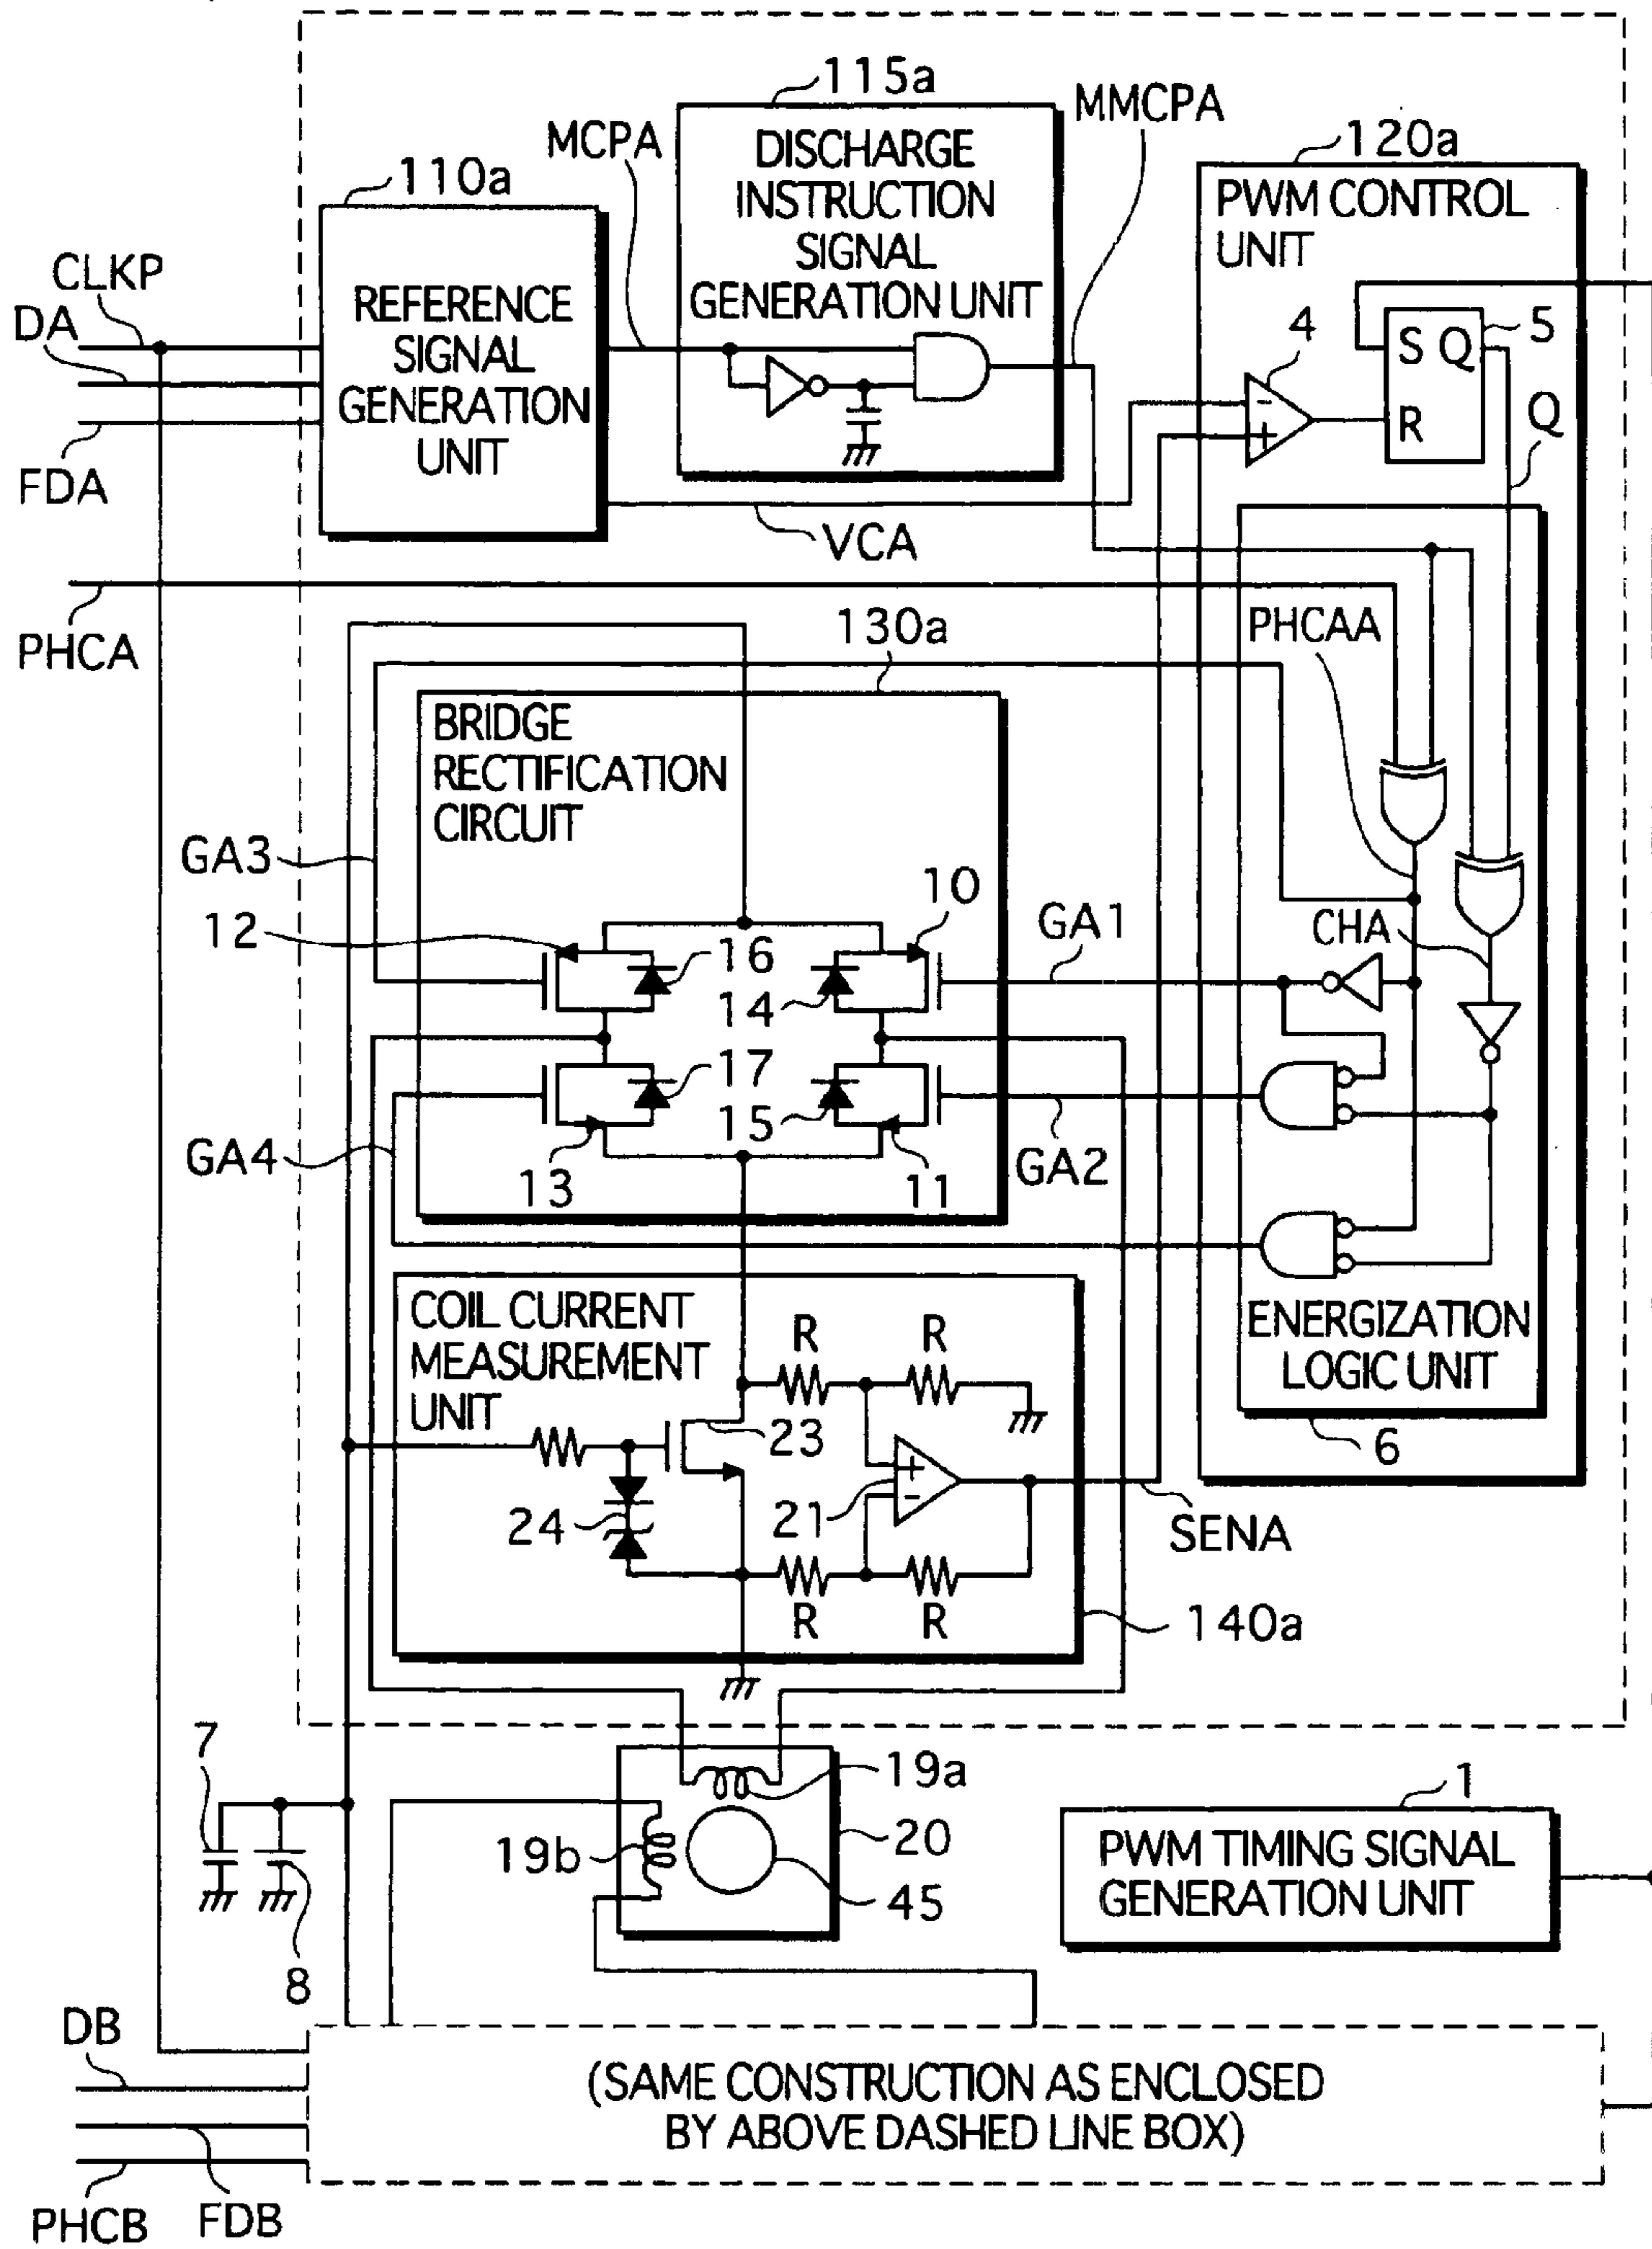 115a
MCPA
MMCPA
120a
110a
DISCHARGE
INSTRUCTION
SIGNAL
GENERATION UNIT
PWM CONTROL
UNIT
CLKP
DA
REFERENCE
SIGNAL
GENERATION
UNIT
4
S Q
R
5
Q
-
+
FDA
VCA
PHCA
130a
PHCAA
BRIDGE
RECTIFICATION
CIRCUIT
GA3
12
16
10
14
GA1
CHA
17
15
GA4
13
11
GA2
COIL CURRENT
MEASUREMENT
UNIT
R
R
ENERGIZATION
LOGIC UNIT
23
6
+
-
24
21
SENA
R
R
140a
7
19a
1
19b
20
PWM TIMING SIGNAL
GENERATION UNIT
45
8
DB
(SAME CONSTRUCTION AS ENCLOSED
BY ABOVE DASHED LINE BOX)
PHCB
FDB